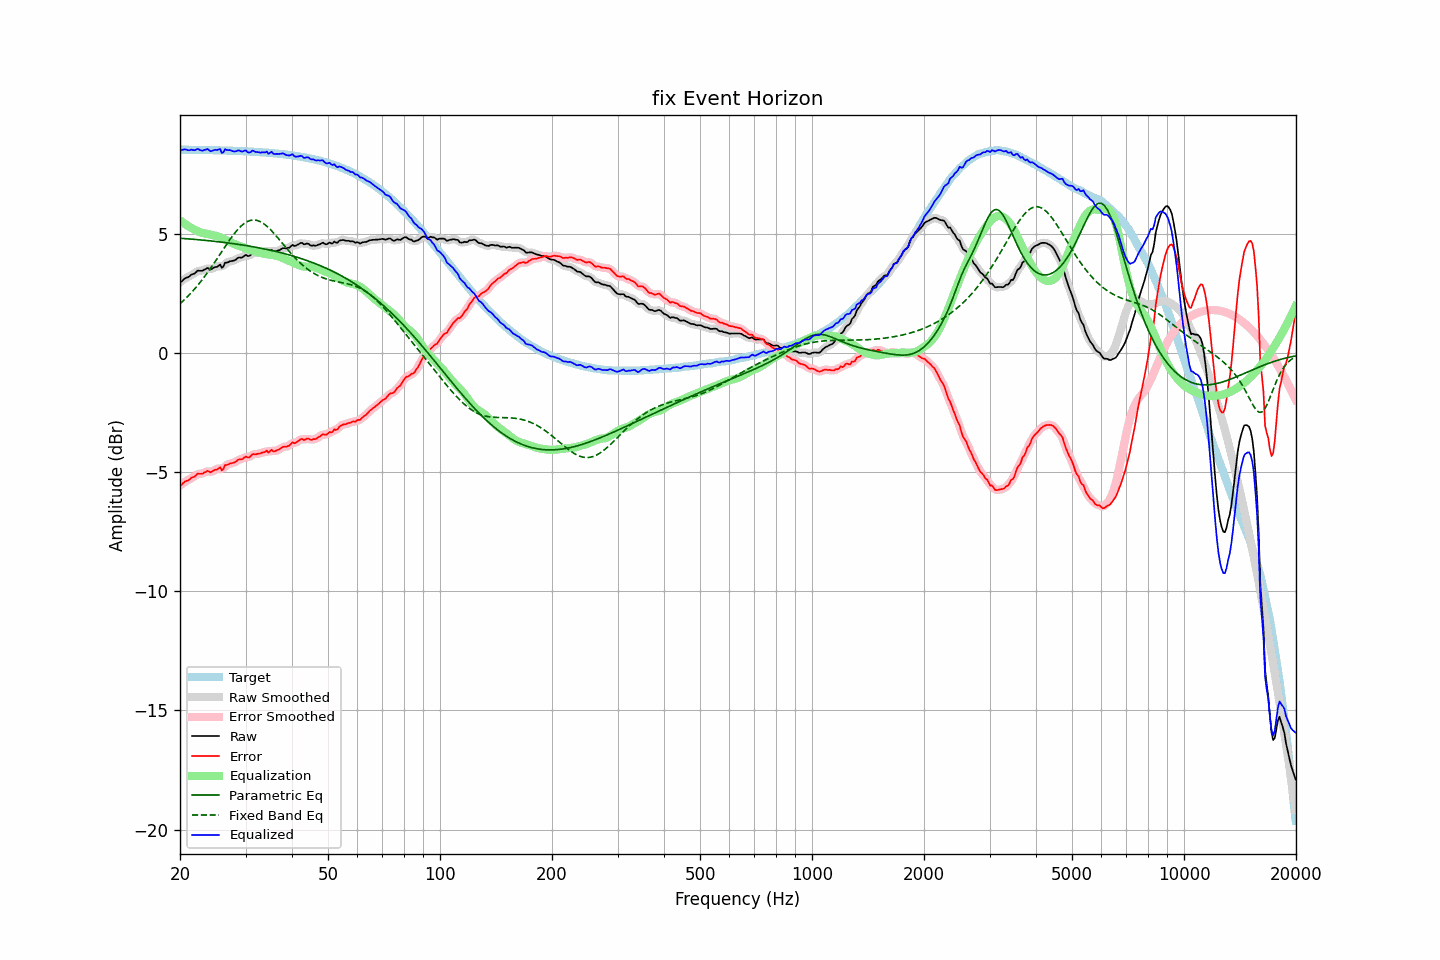 fix Event Horizon
Amplitude (dBr)
5
0
−5
−10
−15
−20
Target
Raw Smoothed
Error Smoothed
Raw
Error
Equalization
Parametric Eq
Fixed Band Eq
Equalized
20 50 100 200 500 1000 2000 5000 10000 20000
Frequency (Hz)